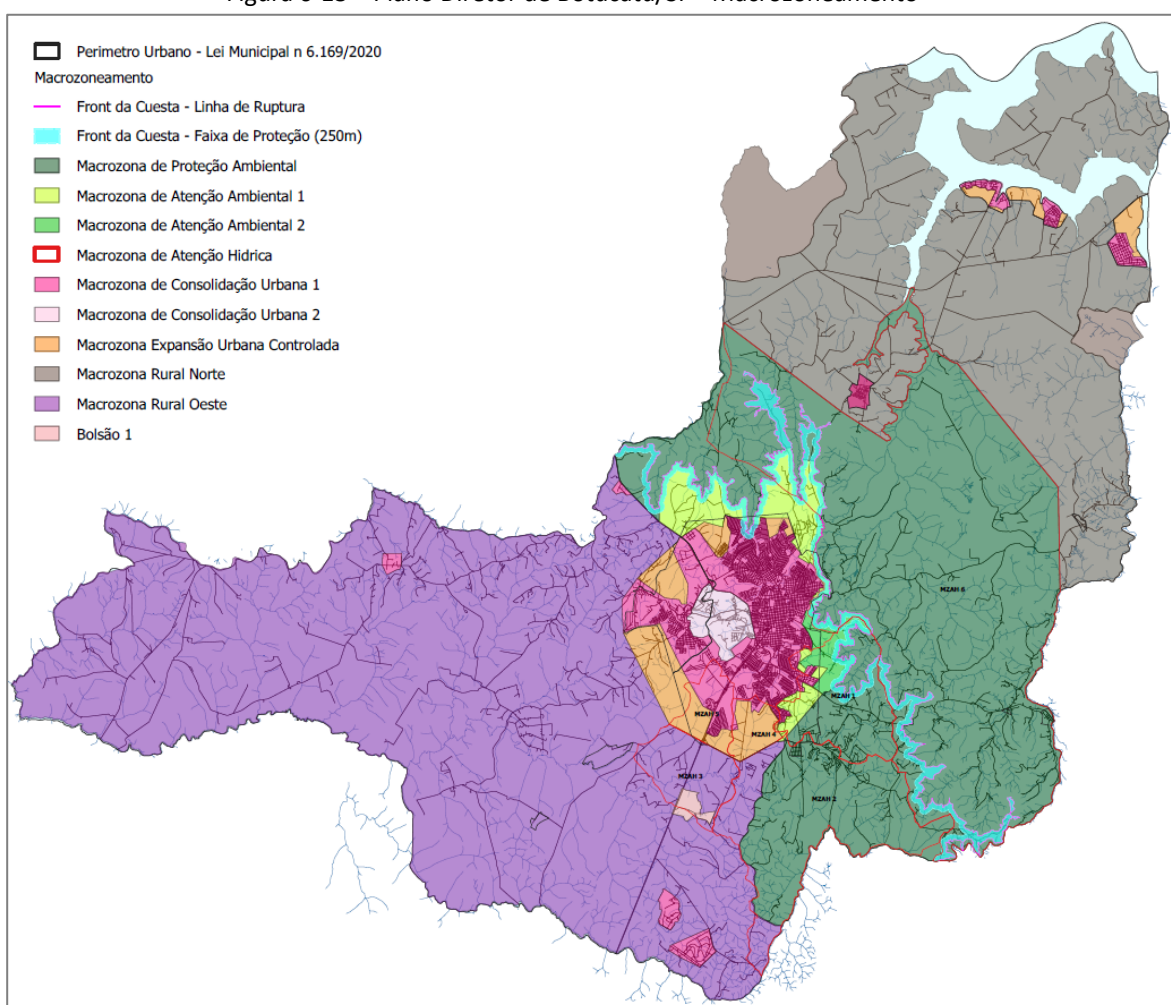 Perimetro Urbano - Lei Municipal n 6.169/2020
Macrozoneamento
Front da Cuesta - Linha de Ruptura
Front da Cuesta - Faixa de Proteção (250m)
Macrozona de Proteção Ambiental
Macrozona de Atenção Ambiental 1
Macrozona de Atenção Ambiental 2
Macrozona de Atenção Hidrica
Macrozona de Consolidação Urbana 1
Macrozona de Consolidação Urbana 2
Macrozona Expansão Urbana Controlada
Macrozona Rural Norte
Macrozona Rural Oeste
Bolsão 1
MZAH 6
MZAH 1
MZAH 5
MZAH 4
MZAH 3
MZAH 2